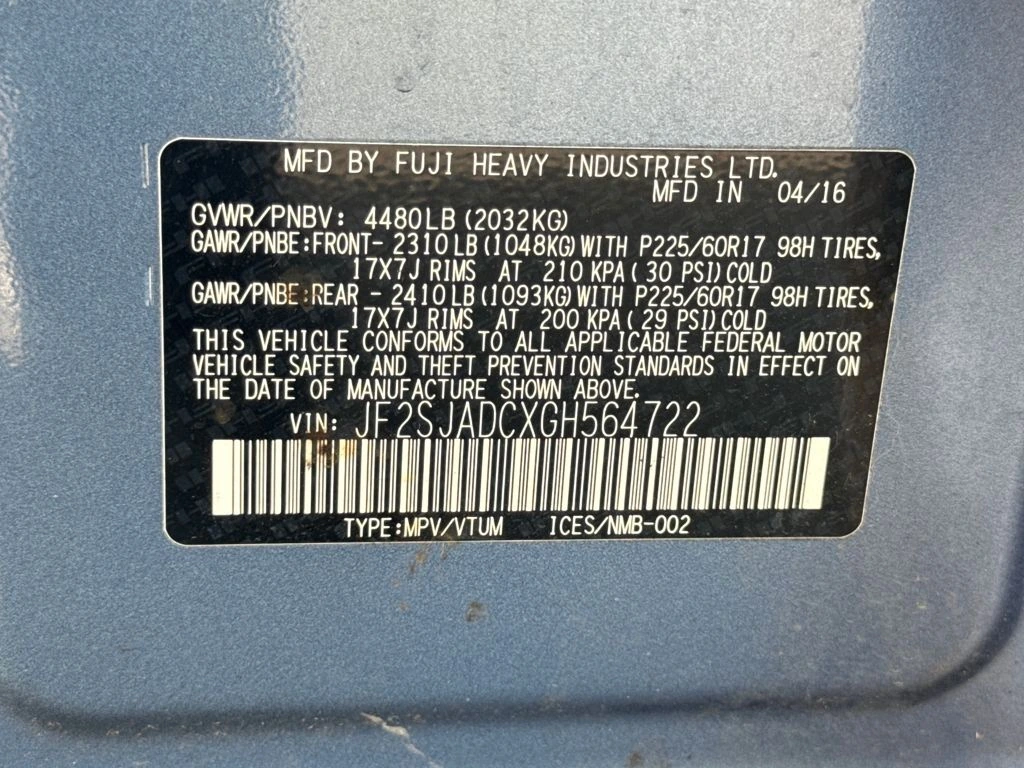 MFD BY FUJI HEAVY INDUSTRIES LTD.
MFD IN 04/16
GVWR/PNBV: 4480LB (2032KG)
GAWR/PNBE:FRONT- 2310LB (1048KG) WITH P225/60R17 98H TIRES,
17X7J RIMS AT 210 KPA( 30 PSI) COLD
GAWR/PNBE:REAR - 2410LB (1093KG) WITH P225/60R17 98H TIRES,
17X7J RIMS AT 200 KPA( 29 PSI) COLD
THIS VEHICLE CONFORMS TO ALL APPLICABLE FEDERAL MOTOR
VEHICLE SAFETY AND THEFT PREVENTION STANDARDS IN EFFECT ON
THE DATE OF MANUFACTURE SHOWN ABOVE.
VIN: JF2SJADCXGH564722
TYPE:MPV/VTUM ICES/NMB-002